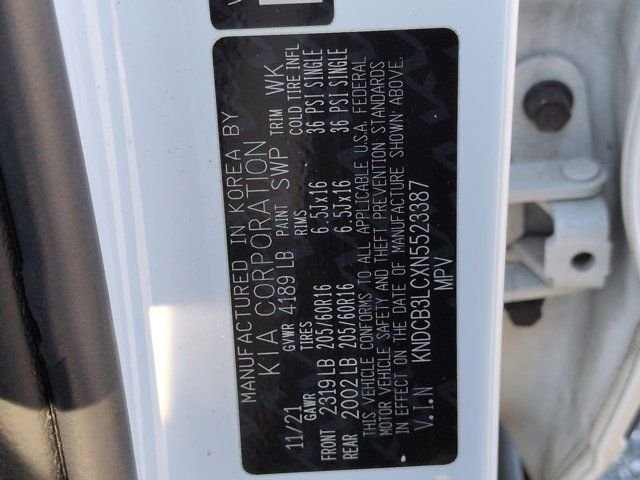 MANUFACTURED IN KOREA BY
KIA CORPORATION
11/21 GVWR 4189 LB PAINT SWP TRIM WK
GAWR TIRES RIMS COLD TIRE INFL
FRONT 2319 LB 205/60R16 6.5Jx16 36 PSI SINGLE
REAR 2002 LB 205/60R16 6.5Jx16 36 PSI SINGLE
THIS VEHICLE CONFORMS TO ALL APPLICABLE U.S.A. FEDERAL
MOTOR VEHICLE SAFETY AND THEFT PREVENTION STANDARDS
IN EFFECT ON THE DATE OF MANUFACTURE SHOWN ABOVE.
V.I.N KNDCB3LCXN5523387
MPV